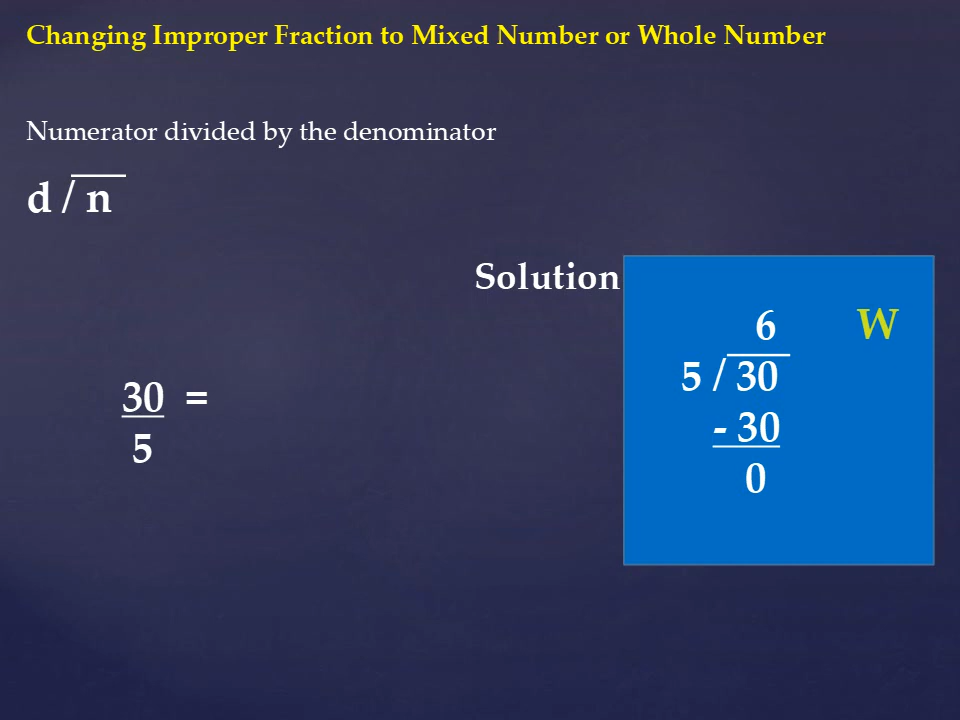 Changing Improper Fraction to Mixed Number or Whole Number
Numerator divided by the denominator
d / n
Solution
6 W
5 / 30
- 30
0
30 =
5